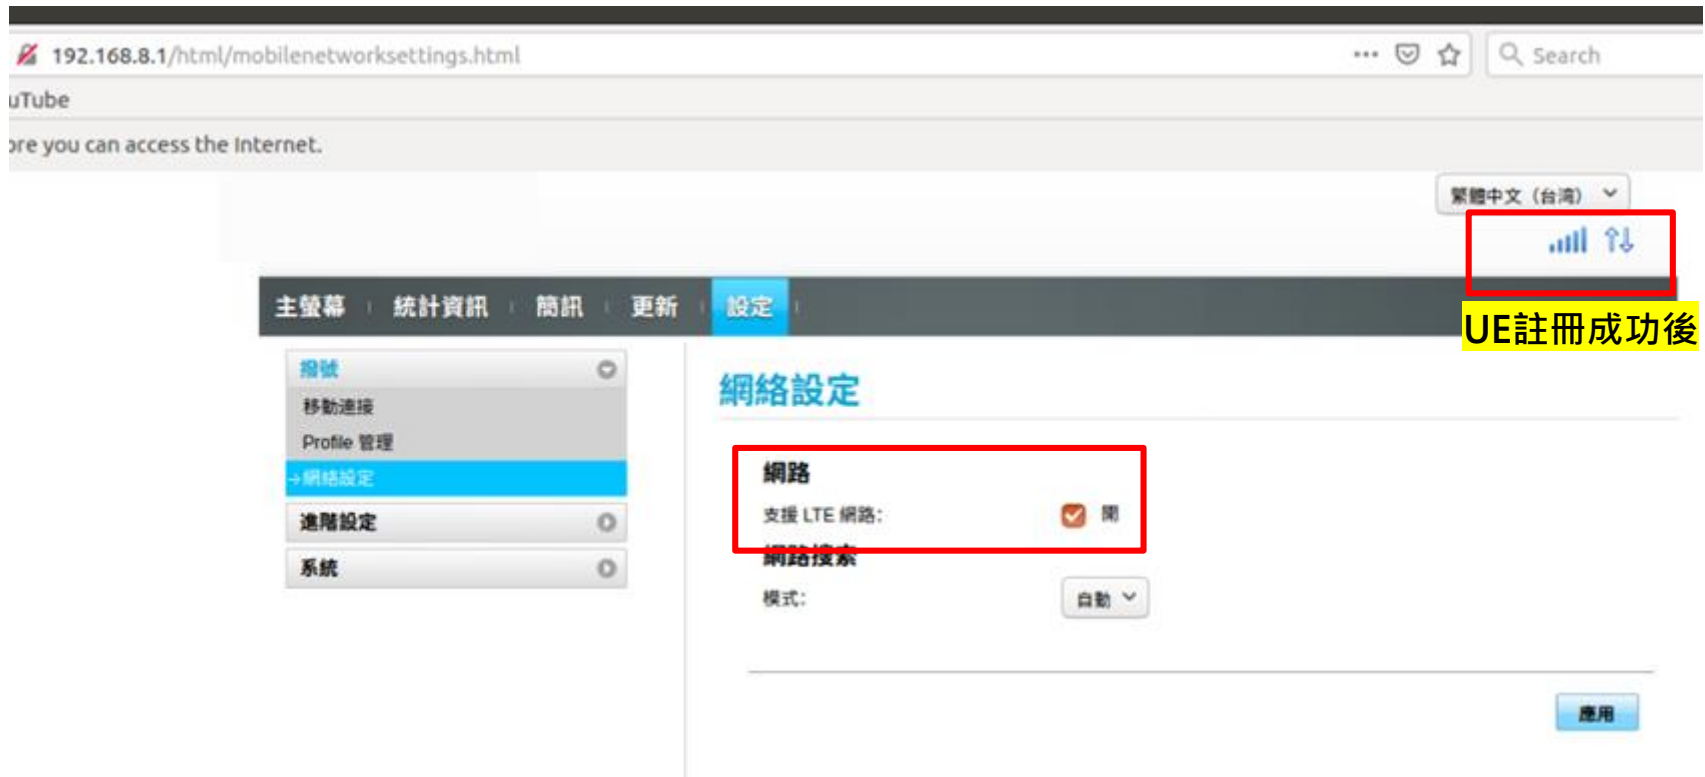 192.168.8.1/html/mobilenetworksettings.html
Search
uTube
ore you can access the Internet.
繁體中文（台湾）
主螢幕 統計資訊 簡訊 更新 設定
UE註冊成功後
撥號
移動連接
Profile 管理
→網絡設定
進階設定
系統
網絡設定
網路
支援 LTE 網路： 開
網路搜索
模式： 自動
應用